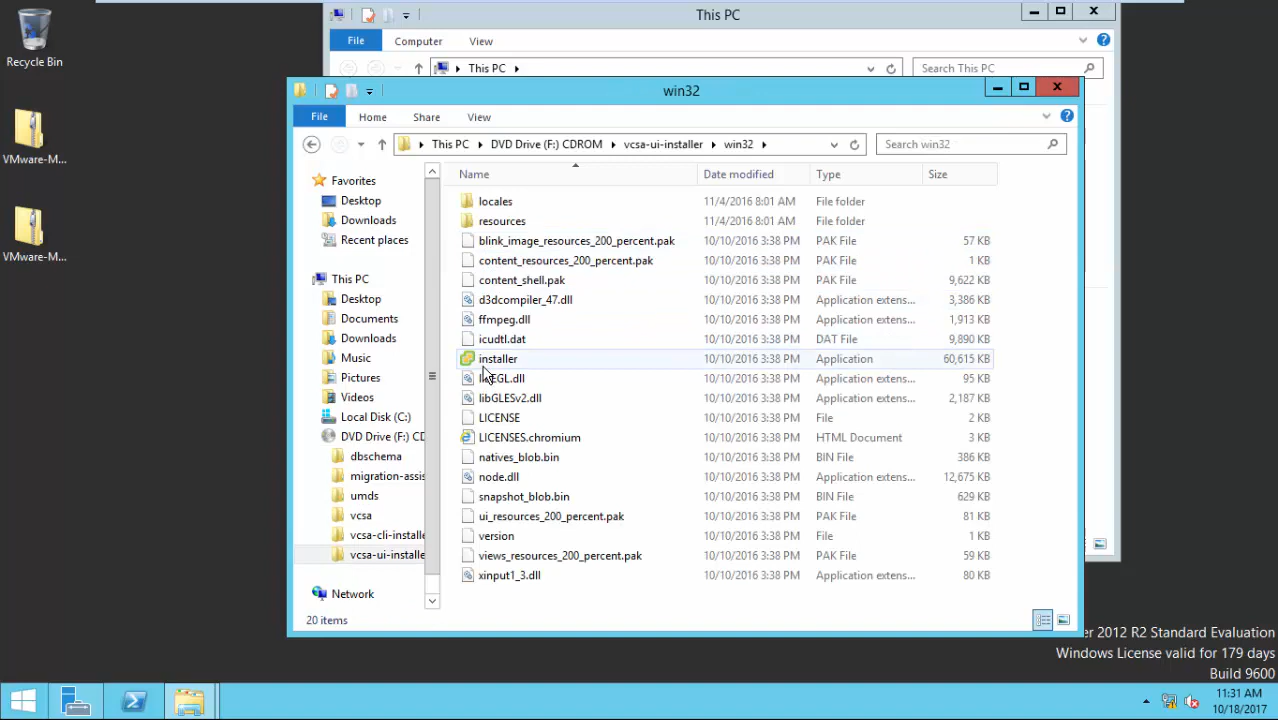 Recycle Bin
VMware-M...
VMware-M...
This PC
File
Computer
View
This PC
Search This PC
win32
File
Home
Share
View
This PC
DVD Drive (F:) CDROM
vcsa-ui-installer
win32
Search win32
Name
Date modified
Type
Size
Favorites
Desktop
Downloads
Recent places
This PC
Desktop
Documents
Downloads
Music
Pictures
Videos
Local Disk (C:)
DVD Drive (F:) CD
dbschema
migration-assis
umds
vcsa
vcsa-cli-installe
vcsa-ui-installe
Network
locales 11/4/2016 8:01 AM File folder
resources 11/4/2016 8:01 AM File folder
blink_image_resources_200_percent.pak 10/10/2016 3:38 PM PAK File 57 KB
content_resources_200_percent.pak 10/10/2016 3:38 PM PAK File 1 KB
content_shell.pak 10/10/2016 3:38 PM PAK File 9,622 KB
d3dcompiler_47.dll 10/10/2016 3:38 PM Application extens... 3,386 KB
ffmpeg.dll 10/10/2016 3:38 PM Application extens... 1,913 KB
icudtl.dat 10/10/2016 3:38 PM DAT File 9,890 KB
installer 10/10/2016 3:38 PM Application 60,615 KB
libEGL.dll 10/10/2016 3:38 PM Application extens... 95 KB
libGLESv2.dll 10/10/2016 3:38 PM Application extens... 2,187 KB
LICENSE 10/10/2016 3:38 PM File 2 KB
LICENSES.chromium 10/10/2016 3:38 PM HTML Document 3 KB
natives_blob.bin 10/10/2016 3:38 PM BIN File 386 KB
node.dll 10/10/2016 3:38 PM Application extens... 12,675 KB
snapshot_blob.bin 10/10/2016 3:38 PM BIN File 629 KB
ui_resources_200_percent.pak 10/10/2016 3:38 PM PAK File 81 KB
version 10/10/2016 3:38 PM File 1 KB
views_resources_200_percent.pak 10/10/2016 3:38 PM PAK File 59 KB
xinput1_3.dll 10/10/2016 3:38 PM Application extens... 80 KB
20 items
er 2012 R2 Standard Evaluation
Windows License valid for 179 days
Build 9600
11:31 AM
10/18/2017